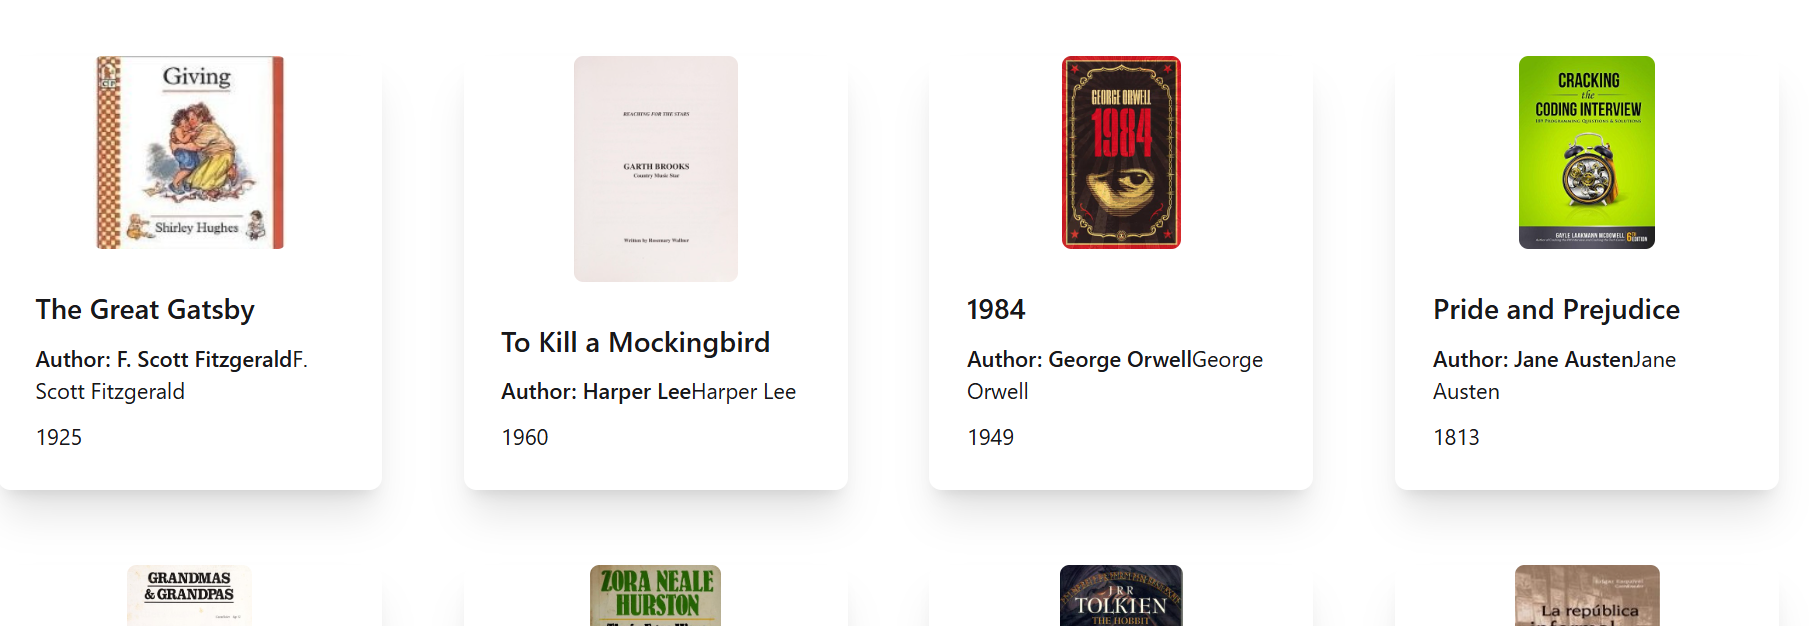 Giving
Shirley Hughes
The Great Gatsby
Author: F. Scott FitzgeraldF.
Scott Fitzgerald
1925
REACHING FOR THE STARS
GARTH BROOKS
Country Music Star
Written by Rosemary Wallner
To Kill a Mockingbird
Author: Harper LeeHarper Lee
1960
GEORGE ORWELL
1984
1984
Author: George OrwellGeorge
Orwell
1949
CRACKING
the
CODING INTERVIEW
189 PROGRAMMING QUESTIONS & SOLUTIONS
GAYLE LAAKMANN MCDOWELL
6TH
EDITION
Pride and Prejudice
Author: Jane AustenJane
Austen
1813
GRANDMAS
& GRANDPAS
ZORA NEALE
HURSTON
JRR
TOLKIEN
THE HOBBIT
La república